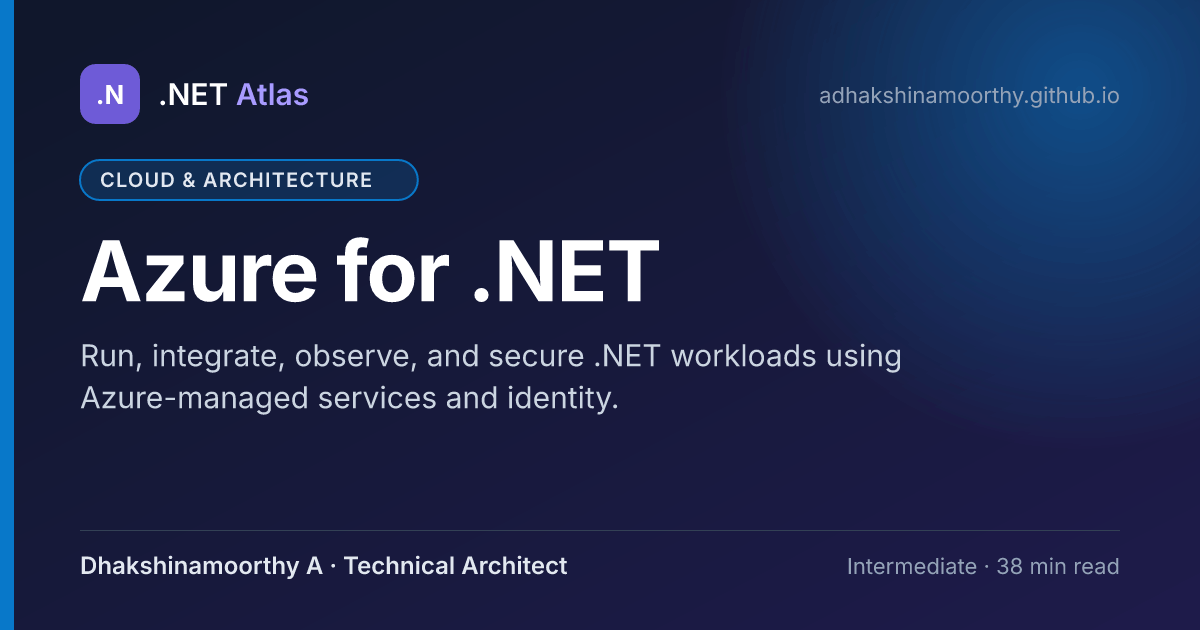 .N
.NET Atlas
adhakshinamoorthy.github.io
CLOUD & ARCHITECTURE
Azure for .NET
Run, integrate, observe, and secure .NET workloads using
Azure-managed services and identity.
Dhakshinamoorthy A · Technical Architect
Intermediate · 38 min read